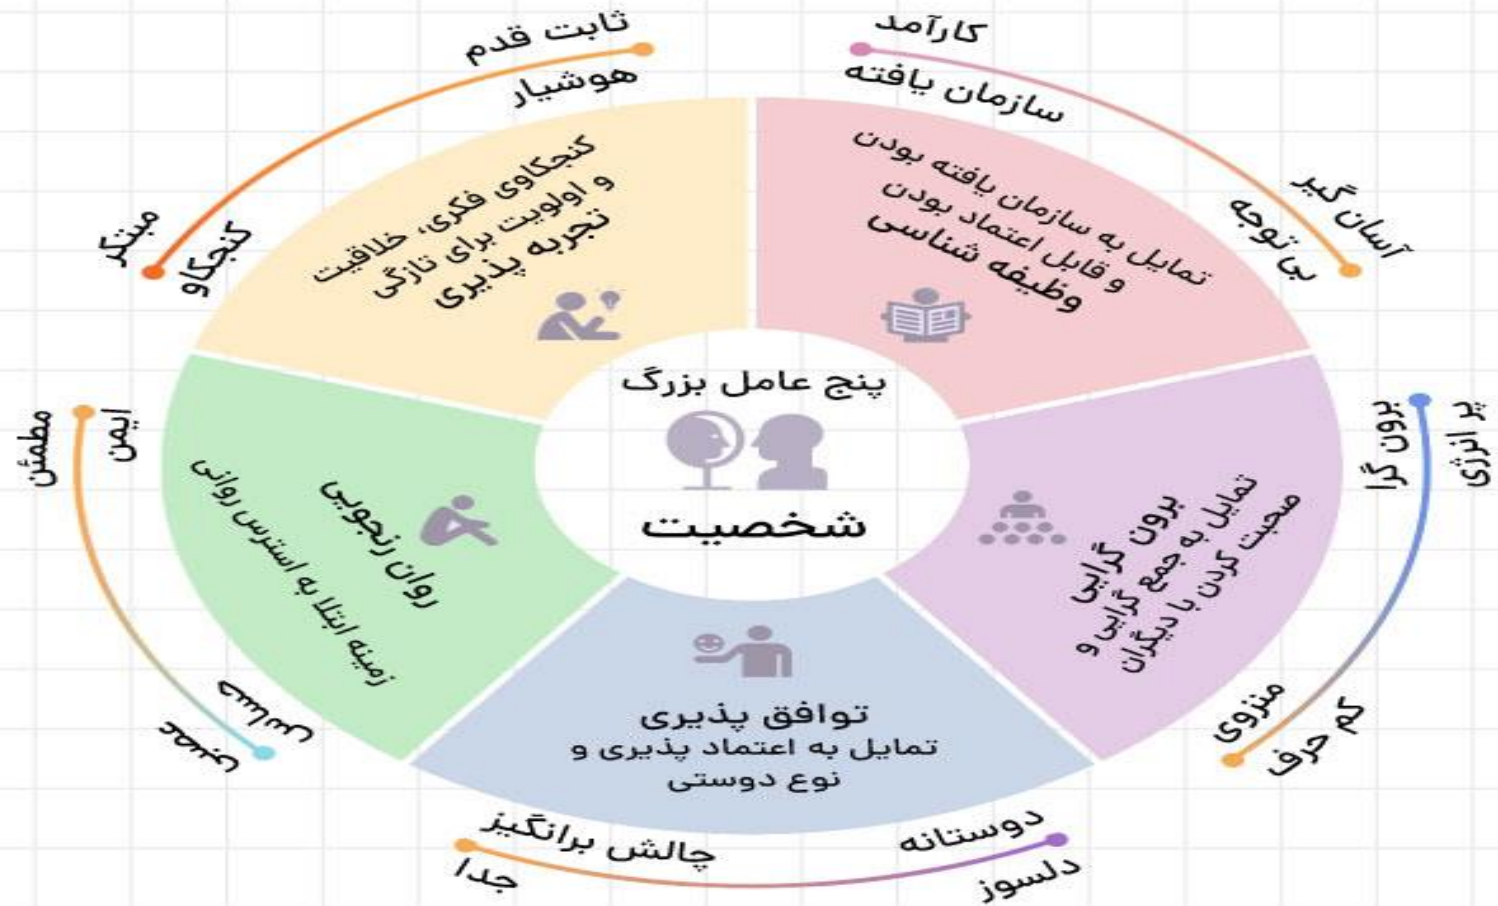 پنج عامل بزرگ
شخصیت
کارآمد
سازمان یافته
آسان گیر
بی توجه
تمایل به سازمان یافته بودن
و قابل اعتماد بودن
وظیفه شناسی
پر انرژی
برون گرا
منزوی
کم حرف
برون گرایی
تمایل به جمع گرایی و
صحبت کردن با دیگران
توافق پذیری
تمایل به اعتماد پذیری و
نوع دوستی
دوستانه
دلسوز
چالش برانگیز
جدا
روان رنجویی
زمینه ابتلا به استرس روانی
ایمن
مطمئن
حساس
عصبی
ثابت قدم
هوشیار
مبتکر
کنجکاو
کنجکاوی فکری، خلاقیت
و اولویت برای تازگی
تجربه پذیری